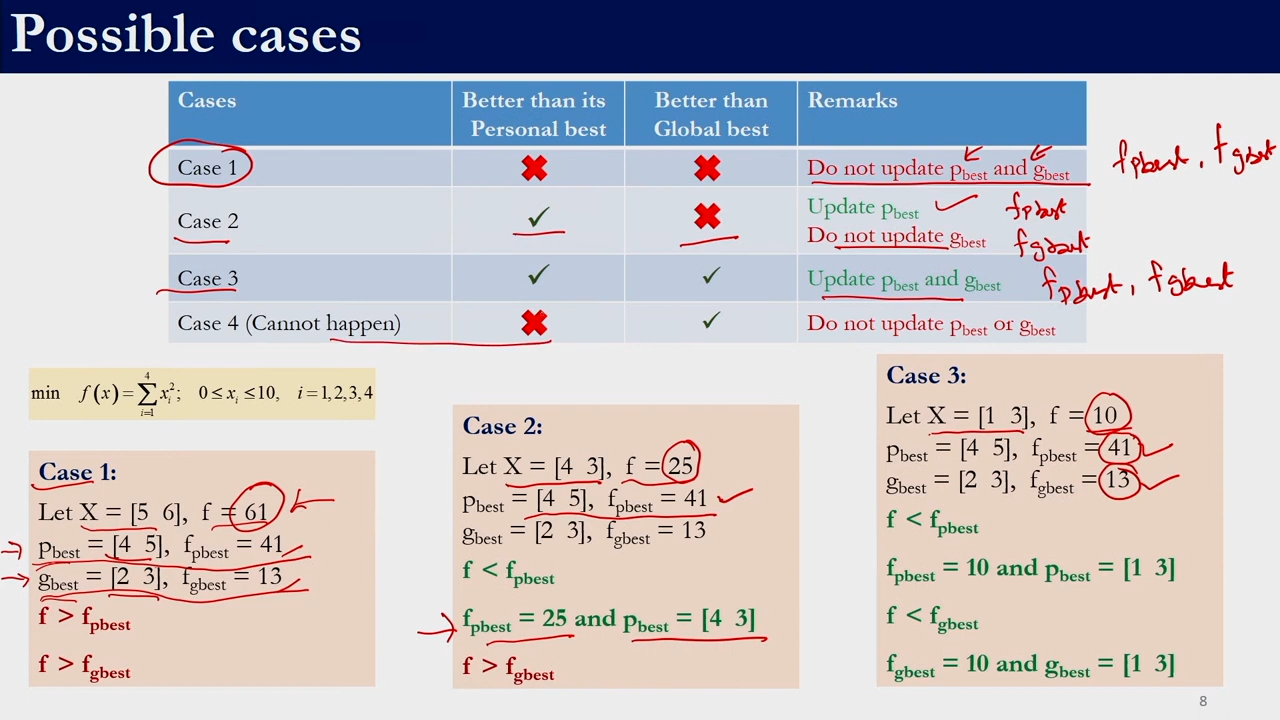 Possible cases
Cases Better than its Personal best Better than Global best Remarks
Case 1 ✖ ✖ Do not update pbest and gbest fpbest, fgbest
Case 2 ✓ ✖ Update pbest ✓ fpbest
Do not update gbest fgbest
Case 3 ✓ ✓ Update pbest and gbest fpbest, fgbest
Case 4 (Cannot happen) ✖ ✓ Do not update pbest or gbest
min f(x) = ∑_{i=1}^{4} x_i^2; 0 ≤ x_i ≤ 10, i = 1,2,3,4
Case 1:
Let X = [5 6], f = 61
pbest = [4 5], fpbest = 41
gbest = [2 3], fgbest = 13
f > fpbest
f > fgbest
Case 2:
Let X = [4 3], f = 25
pbest = [4 5], fpbest = 41
gbest = [2 3], fgbest = 13
f < fpbest
fpbest = 25 and pbest = [4 3]
f > fgbest
Case 3:
Let X = [1 3], f = 10
pbest = [4 5], fpbest = 41
gbest = [2 3], fgbest = 13
f < fpbest
fpbest = 10 and pbest = [1 3]
f < fgbest
fgbest = 10 and gbest = [1 3]
8